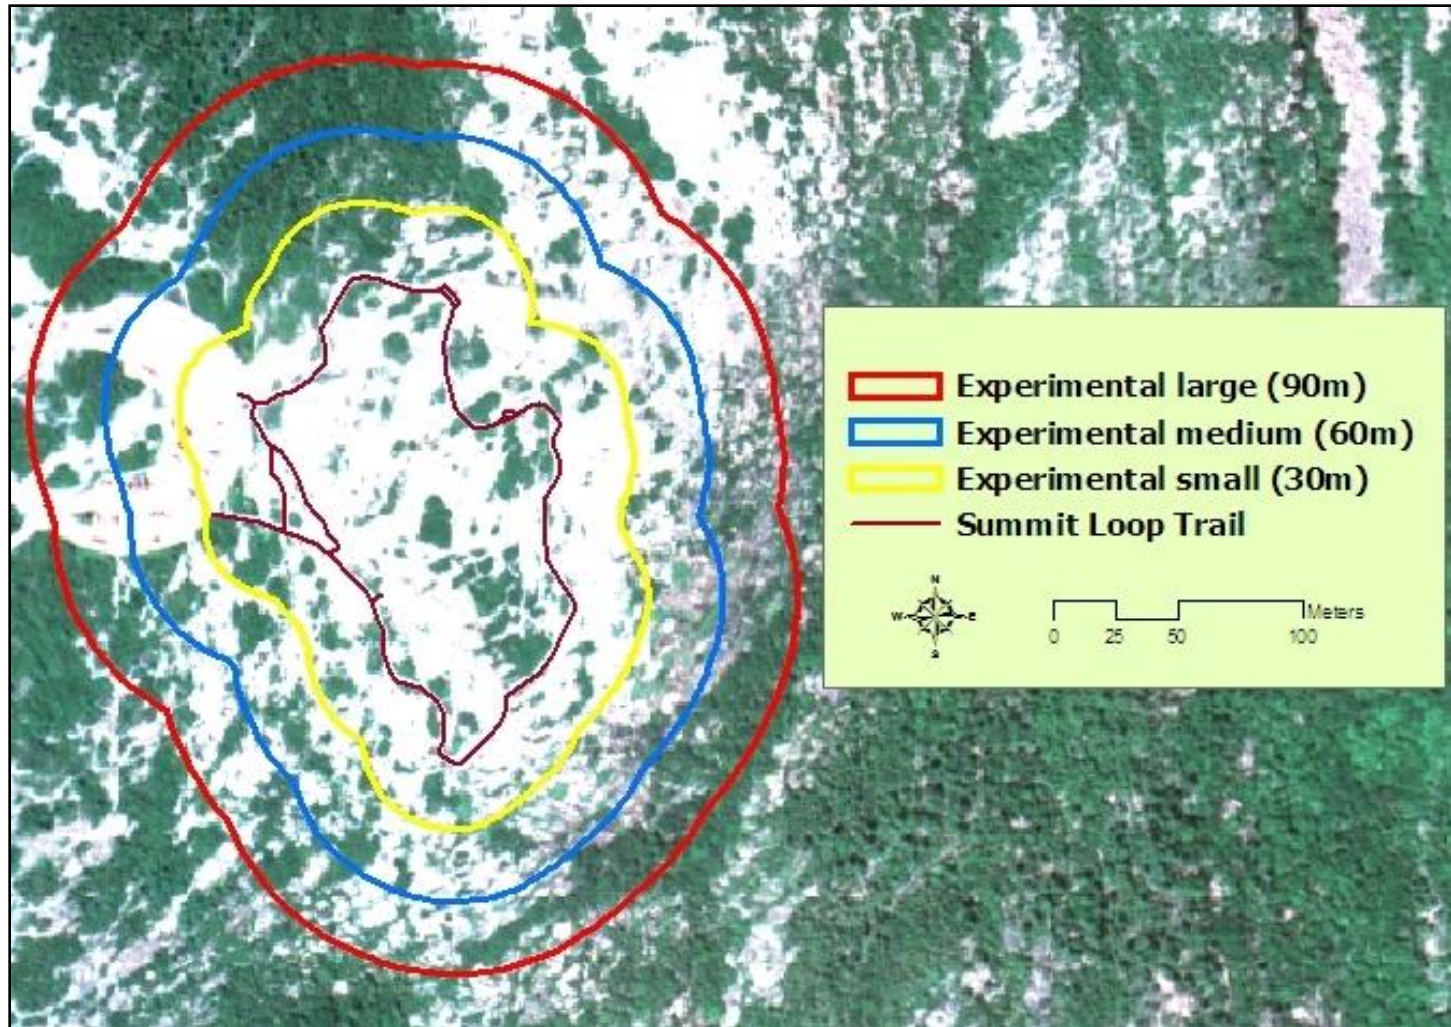 Experimental large (90m)
Experimental medium (60m)
Experimental small (30m)
Summit Loop Trail
N
W E
S
Meters
0 25 50 100